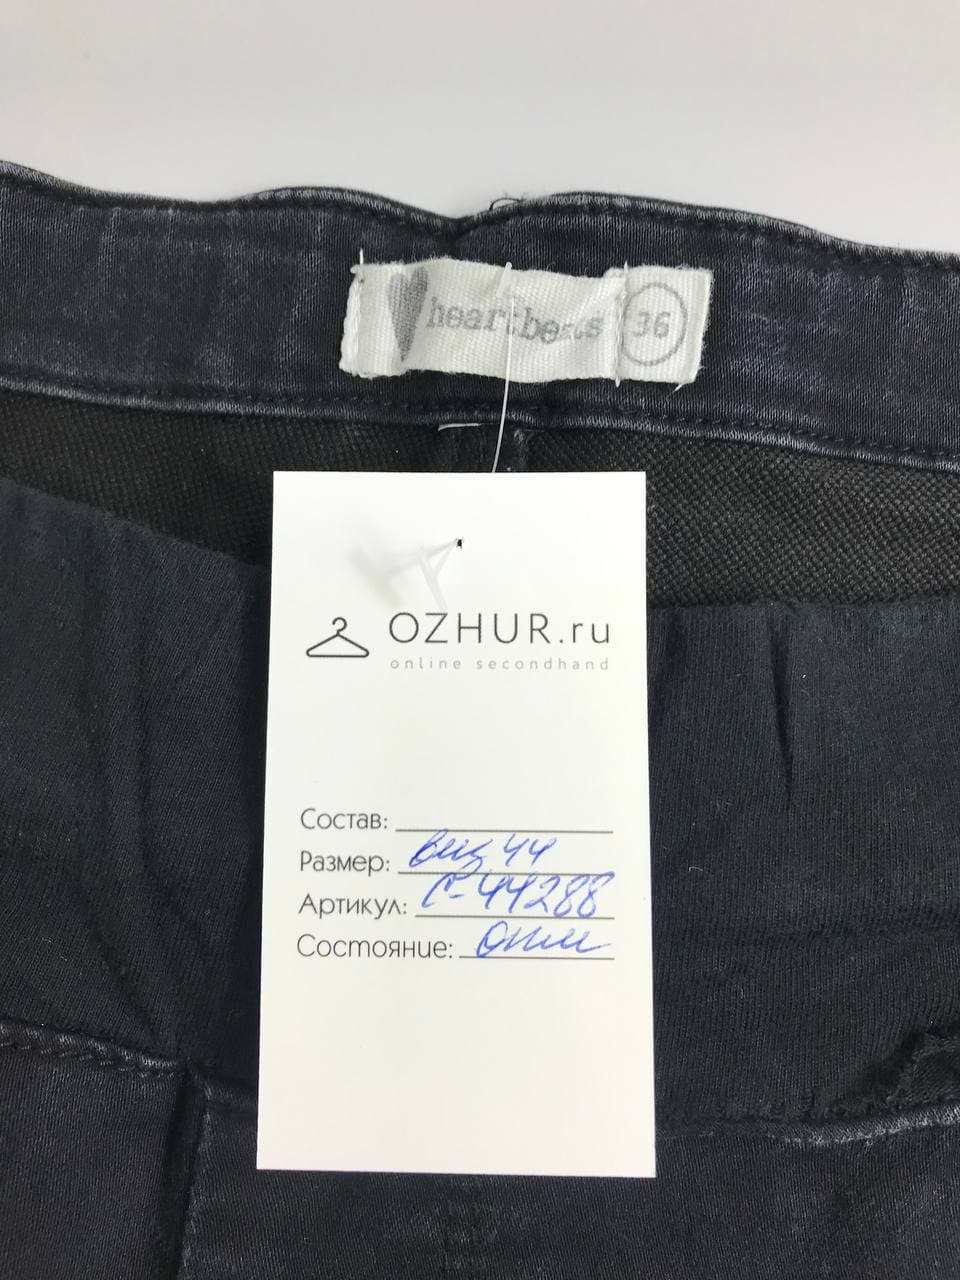 heartbeats 36
OZHUR.ru
online secondhand
Состав:
Размер: виз. 44
Артикул: С-44288
Состояние: отл